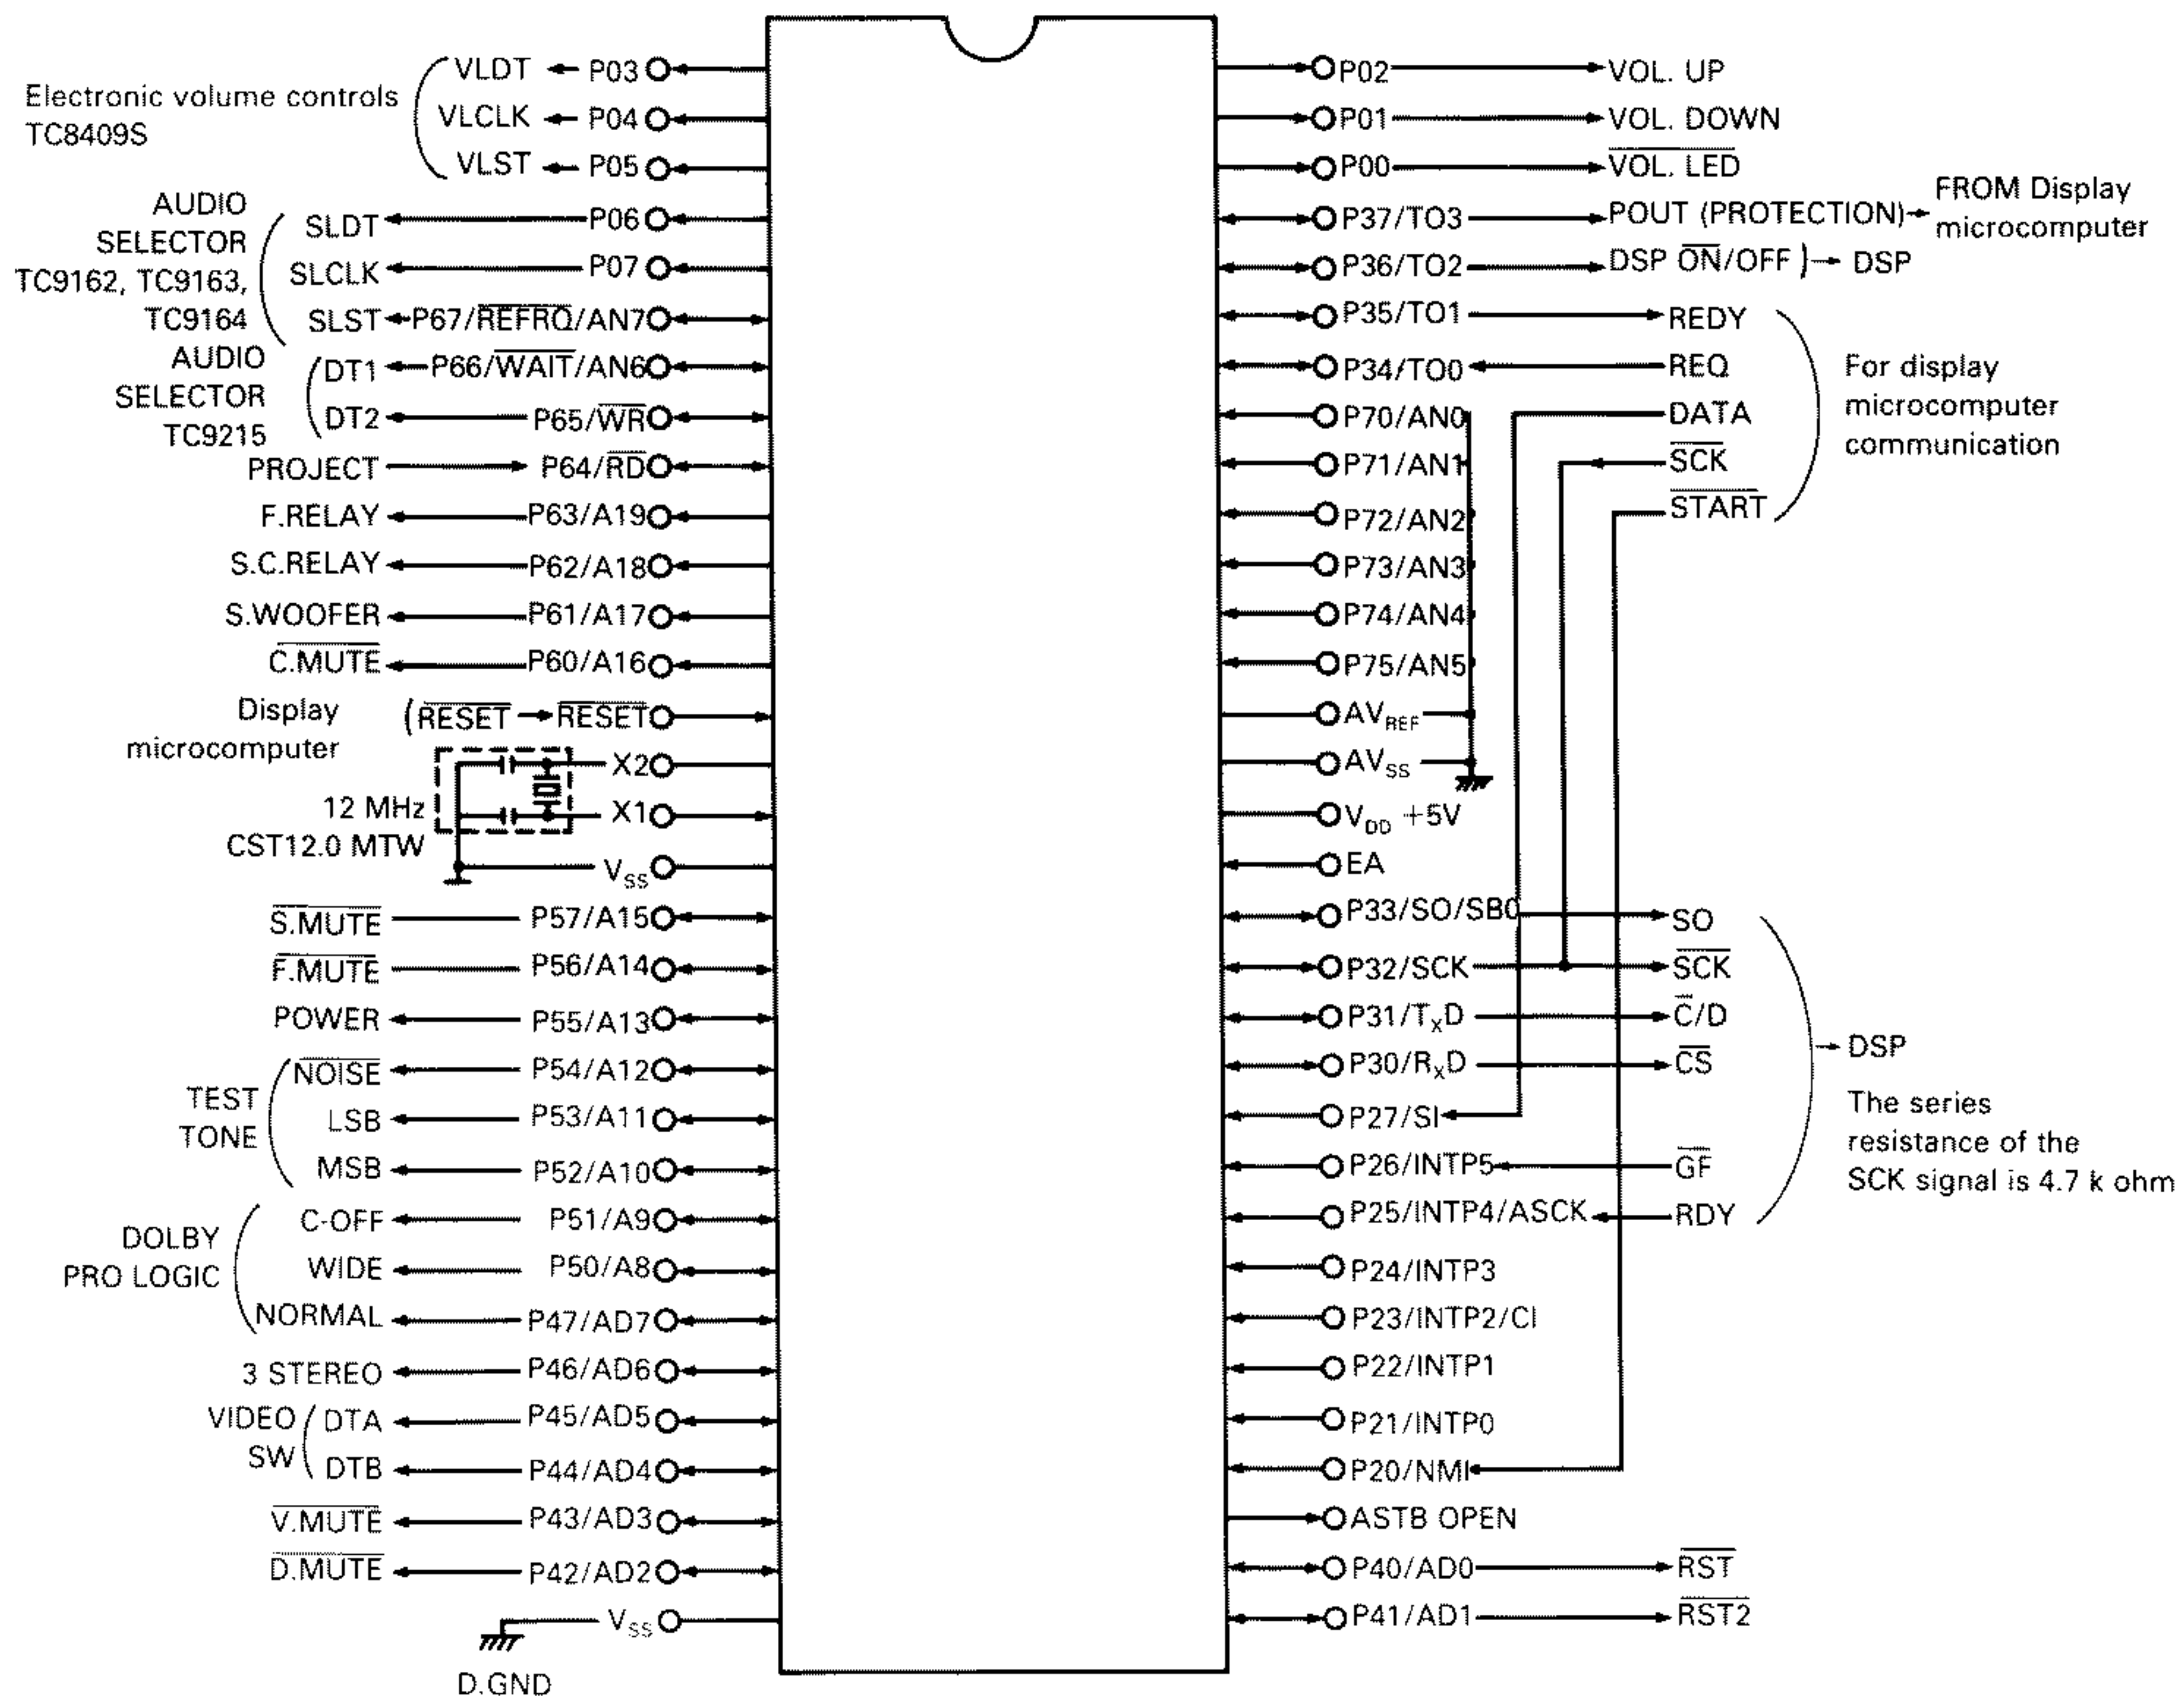 Electronic volume controls
TC8409S
VLDT P03
VLCLK P04
VLST P05
AUDIO
SELECTOR
TC9162, TC9163,
TC9164
SLDT P06
SLCLK P07
SLST P67/REFRQ/AN7
AUDIO
SELECTOR
TC9215
DT1 P66/WAIT/AN6
DT2 P65/WR
PROJECT P64/RD
F.RELAY P63/A19
S.C.RELAY P62/A18
S.WOOFER P61/A17
C.MUTE P60/A16
Display
microcomputer
(RESET RESET
X2
12 MHz
CST12.0 MTW
X1
VSS
S.MUTE P57/A15
F.MUTE P56/A14
POWER P55/A13
TEST
TONE
NOISE P54/A12
LSB P53/A11
MSB P52/A10
DOLBY
PRO LOGIC
C-OFF P51/A9
WIDE P50/A8
NORMAL P47/AD7
3 STEREO P46/AD6
VIDEO
SW
DTA P45/AD5
DTB P44/AD4
V.MUTE P43/AD3
D.MUTE P42/AD2
VSS
D.GND
P02 VOL. UP
P01 VOL. DOWN
P00 VOL. LED
P37/TO3 POUT (PROTECTION)
FROM Display
microcomputer
P36/TO2 DSP ON/OFF ) DSP
P35/TO1 REDY
P34/TO0 REQ
P70/AN0 DATA
P71/AN1 SCK
P72/AN2 START
For display
microcomputer
communication
P73/AN3
P74/AN4
P75/AN5
AVREF
AVSS
VDD +5V
EA
P33/SO/SB0 SO
P32/SCK SCK
P31/TXD C/D
P30/RXD CS
DSP
P27/SI
The series
resistance of the
SCK signal is 4.7 k ohm
P26/INTP5 GF
P25/INTP4/ASCK RDY
P24/INTP3
P23/INTP2/CI
P22/INTP1
P21/INTP0
P20/NMI
ASTB OPEN
P40/AD0 RST
P41/AD1 RST2